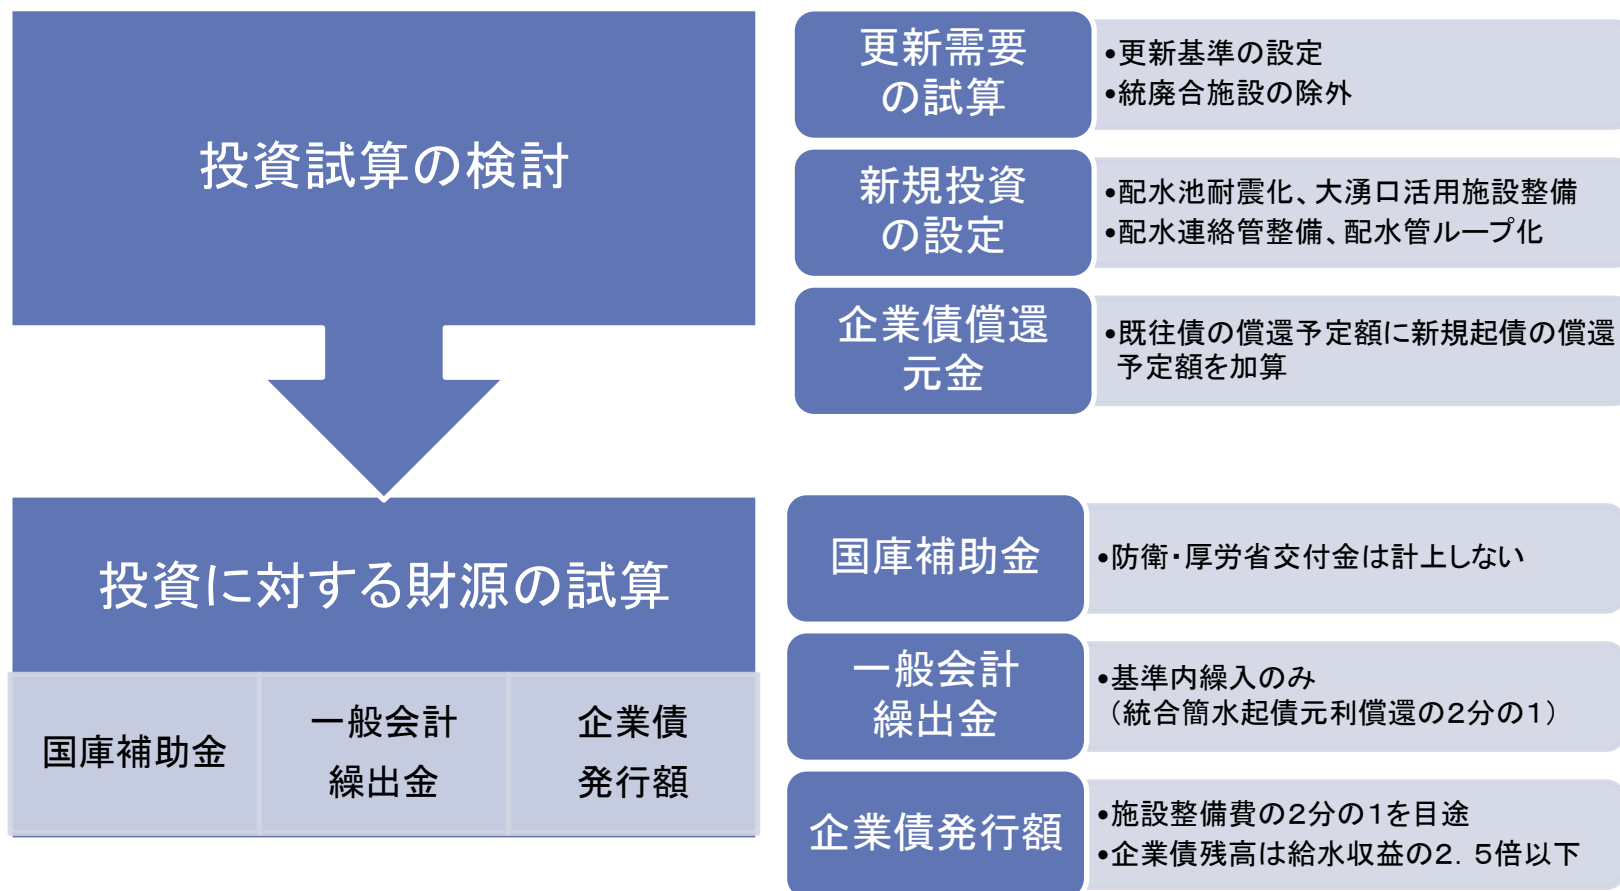 投資試算の検討
更新需要
の試算
•更新基準の設定
•統廃合施設の除外
新規投資
の設定
•配水池耐震化、大湧口活用施設整備
•配水連絡管整備、配水管ループ化
企業債償還
元金
•既往債の償還予定額に新規起債の償還
予定額を加算
投資に対する財源の試算
国庫補助金
一般会計
繰出金
企業債
発行額
国庫補助金
•防衛・厚労省交付金は計上しない
一般会計
繰出金
•基準内繰入のみ
（統合簡水起債元利償還の２分の１）
企業債発行額
•施設整備費の２分の１を目途
•企業債残高は給水収益の２．５倍以下